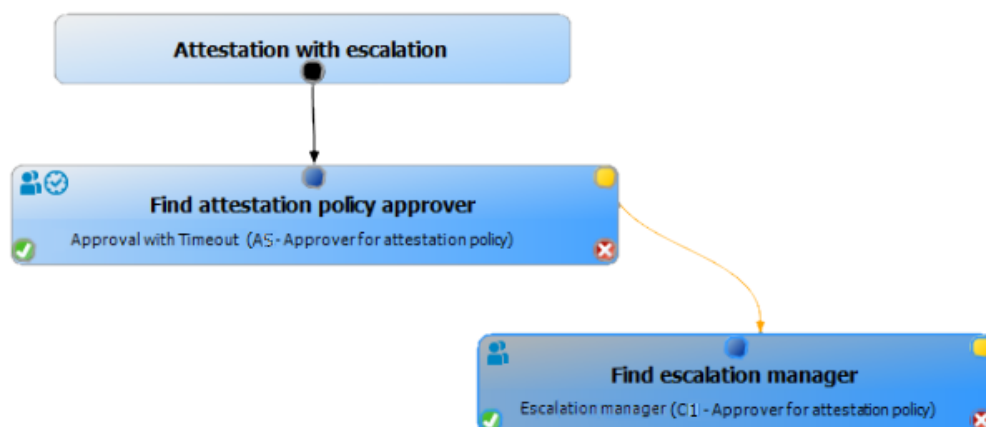 Attestation with escalation
Find attestation policy approver
Approval with Timeout (AS - Approver for attestation policy)
Find escalation manager
Escalation manager (C1 - Approver for attestation policy)